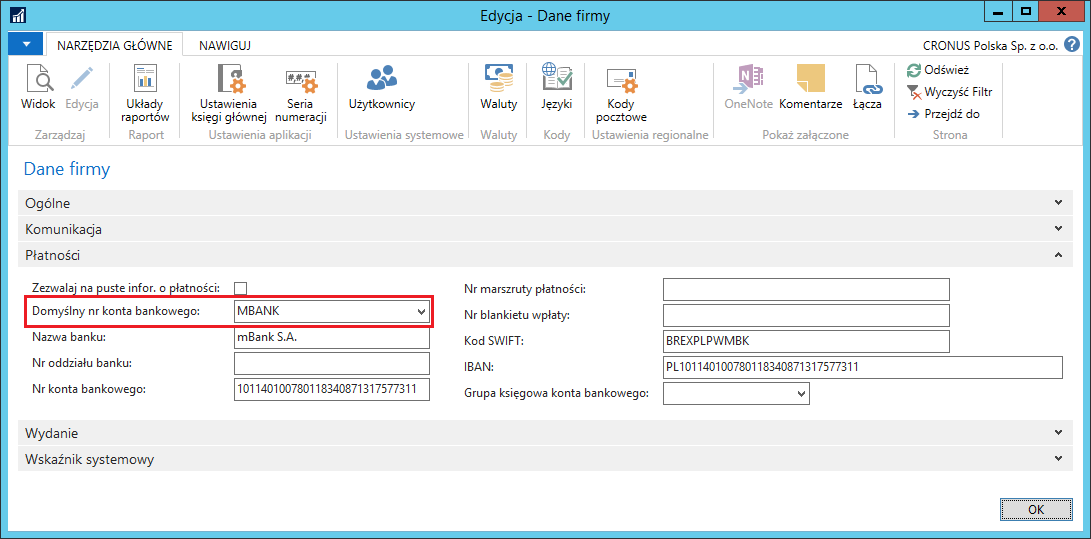 Edycja - Dane firmy
NARZĘDZIA GŁÓWNE
NAWIGUJ
CRONUS Polska Sp. z o.o.
?
Widok
Edycja
Zarządzaj
Układy
raportów
Raport
Ustawienia
księgi głównej
Seria
numeracji
Ustawienia aplikacji
Użytkownicy
Ustawienia systemowe
Waluty
Waluty
Języki
Kody
Kody
pocztowe
Ustawienia regionalne
OneNote
Komentarze
Łącza
Pokaż załączone
Odśwież
Wyczyść Filtr
Przejdź do
Strona
Dane firmy
Ogólne
Komunikacja
Płatności
Zezwalaj na puste infor. o płatności:
Domyślny nr konta bankowego: MBANK
Nazwa banku: mBank S.A.
Nr oddziału banku:
Nr konta bankowego: 10114010078011834087131757­7311
Nr marszruty płatności:
Nr blankietu wpłaty:
Kod SWIFT: BREXPLPWMBK
IBAN: PL10114010078011834087131757­7311
Grupa księgowa konta bankowego:
Wydanie
Wskaźnik systemowy
OK